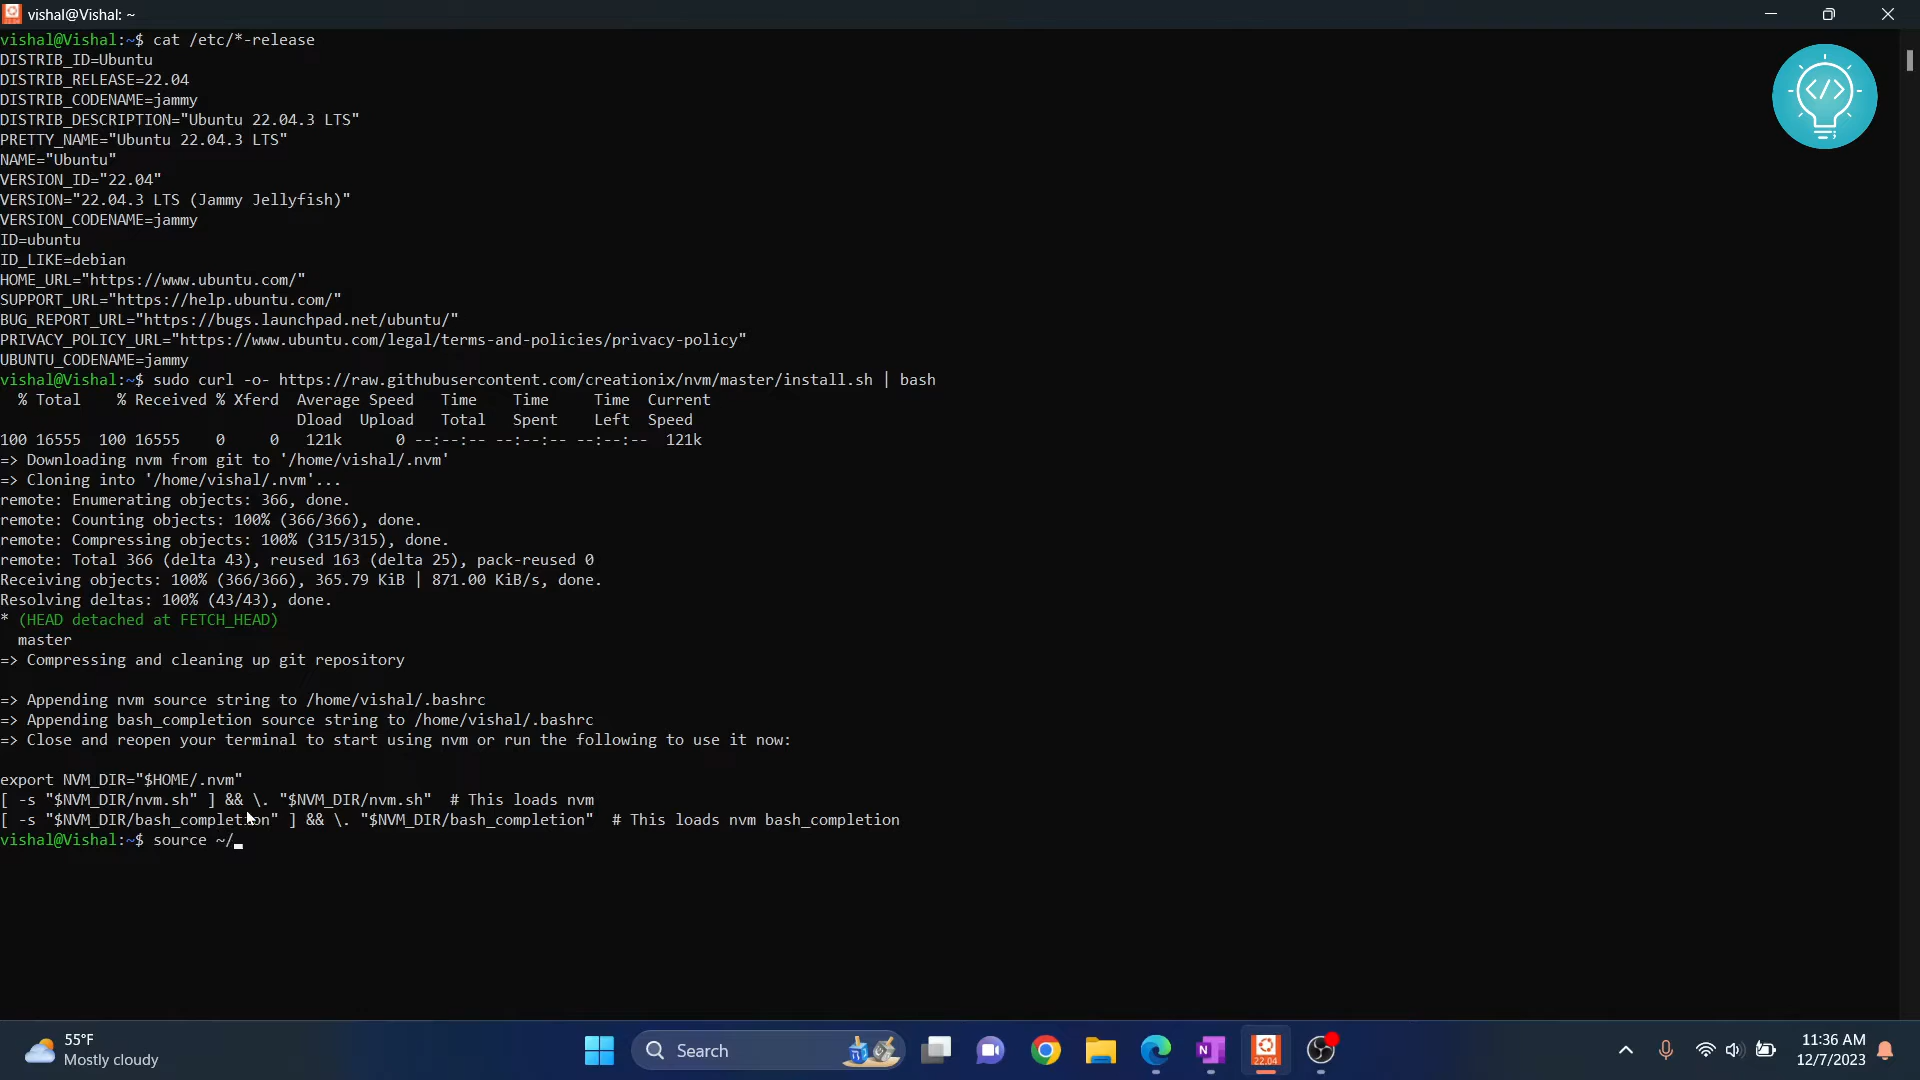 vishal@Vishal: ~
vishal@Vishal:~$ cat /etc/*-release
DISTRIB_ID=Ubuntu
DISTRIB_RELEASE=22.04
DISTRIB_CODENAME=jammy
DISTRIB_DESCRIPTION="Ubuntu 22.04.3 LTS"
PRETTY_NAME="Ubuntu 22.04.3 LTS"
NAME="Ubuntu"
VERSION_ID="22.04"
VERSION="22.04.3 LTS (Jammy Jellyfish)"
VERSION_CODENAME=jammy
ID=ubuntu
ID_LIKE=debian
HOME_URL="https://www.ubuntu.com/"
SUPPORT_URL="https://help.ubuntu.com/"
BUG_REPORT_URL="https://bugs.launchpad.net/ubuntu/"
PRIVACY_POLICY_URL="https://www.ubuntu.com/legal/terms-and-policies/privacy-policy"
UBUNTU_CODENAME=jammy
vishal@Vishal:~$ sudo curl -o- https://raw.githubusercontent.com/creationix/nvm/master/install.sh | bash
  % Total    % Received % Xferd  Average Speed   Time    Time     Time  Current
                                 Dload  Upload   Total   Spent    Left  Speed
100 16555  100 16555    0     0   121k      0 --:--:-- --:--:-- --:--:--  121k
=> Downloading nvm from git to '/home/vishal/.nvm'
=> Cloning into '/home/vishal/.nvm'...
remote: Enumerating objects: 366, done.
remote: Counting objects: 100% (366/366), done.
remote: Compressing objects: 100% (315/315), done.
remote: Total 366 (delta 43), reused 163 (delta 25), pack-reused 0
Receiving objects: 100% (366/366), 365.79 KiB | 871.00 KiB/s, done.
Resolving deltas: 100% (43/43), done.
* (HEAD detached at FETCH_HEAD)
  master
=> Compressing and cleaning up git repository
=> Appending nvm source string to /home/vishal/.bashrc
=> Appending bash_completion source string to /home/vishal/.bashrc
=> Close and reopen your terminal to start using nvm or run the following to use it now:
export NVM_DIR="$HOME/.nvm"
[ -s "$NVM_DIR/nvm.sh" ] && \. "$NVM_DIR/nvm.sh"  # This loads nvm
[ -s "$NVM_DIR/bash_completion" ] && \. "$NVM_DIR/bash_completion"  # This loads nvm bash_completion
vishal@Vishal:~$ source ~/
</>
55°F
Mostly cloudy
Search
22.04
11:36 AM
12/7/2023